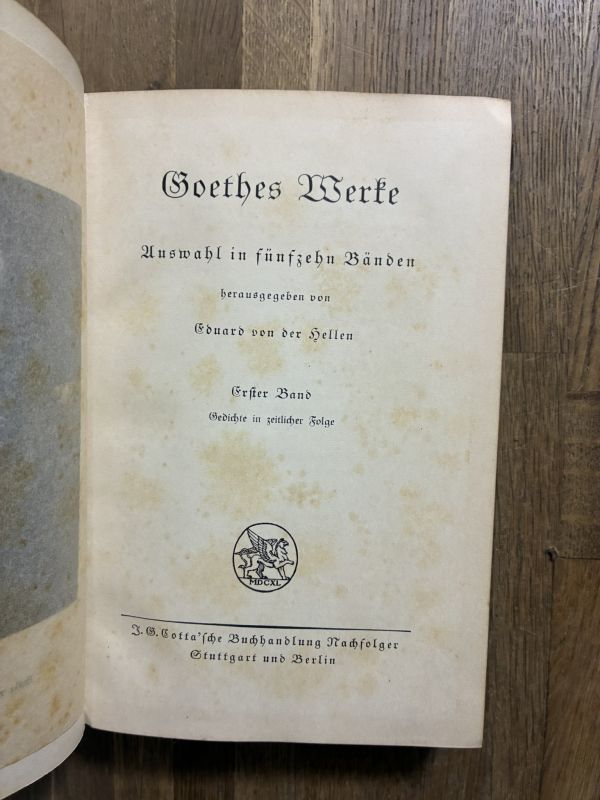 Goethes Werke
Auswahl in fünfzehn Bänden
herausgegeben von
Eduard von der Hellen
Erster Band
Gedichte in zeitlicher Folge
MDCXL
J. G. Cotta'sche Buchhandlung Nachfolger
Stuttgart und Berlin